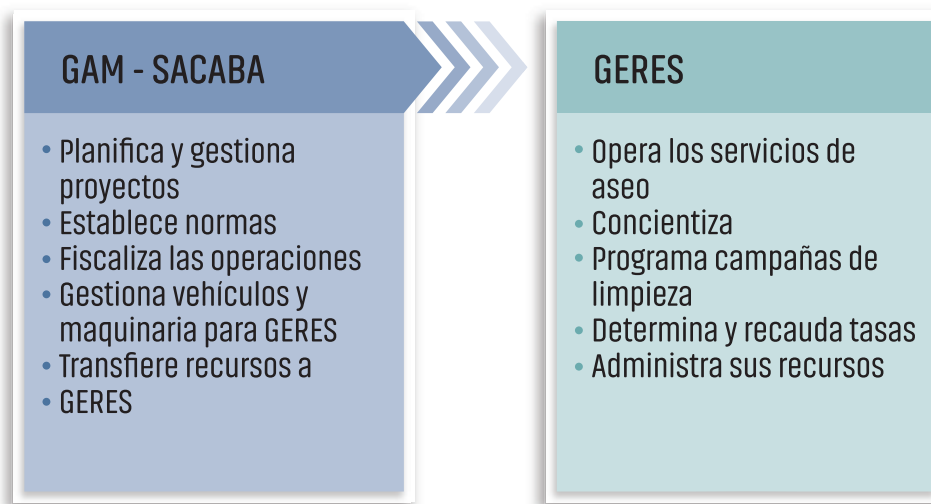 GAM - SACABA
• Planifica y gestiona
proyectos
• Establece normas
• Fiscaliza las operaciones
• Gestiona vehículos y
maquinaria para GERES
• Transfiere recursos a
• GERES
GERES
• Opera los servicios de
aseo
• Concientiza
• Programa campañas de
limpieza
• Determina y recauda tasas
• Administra sus recursos